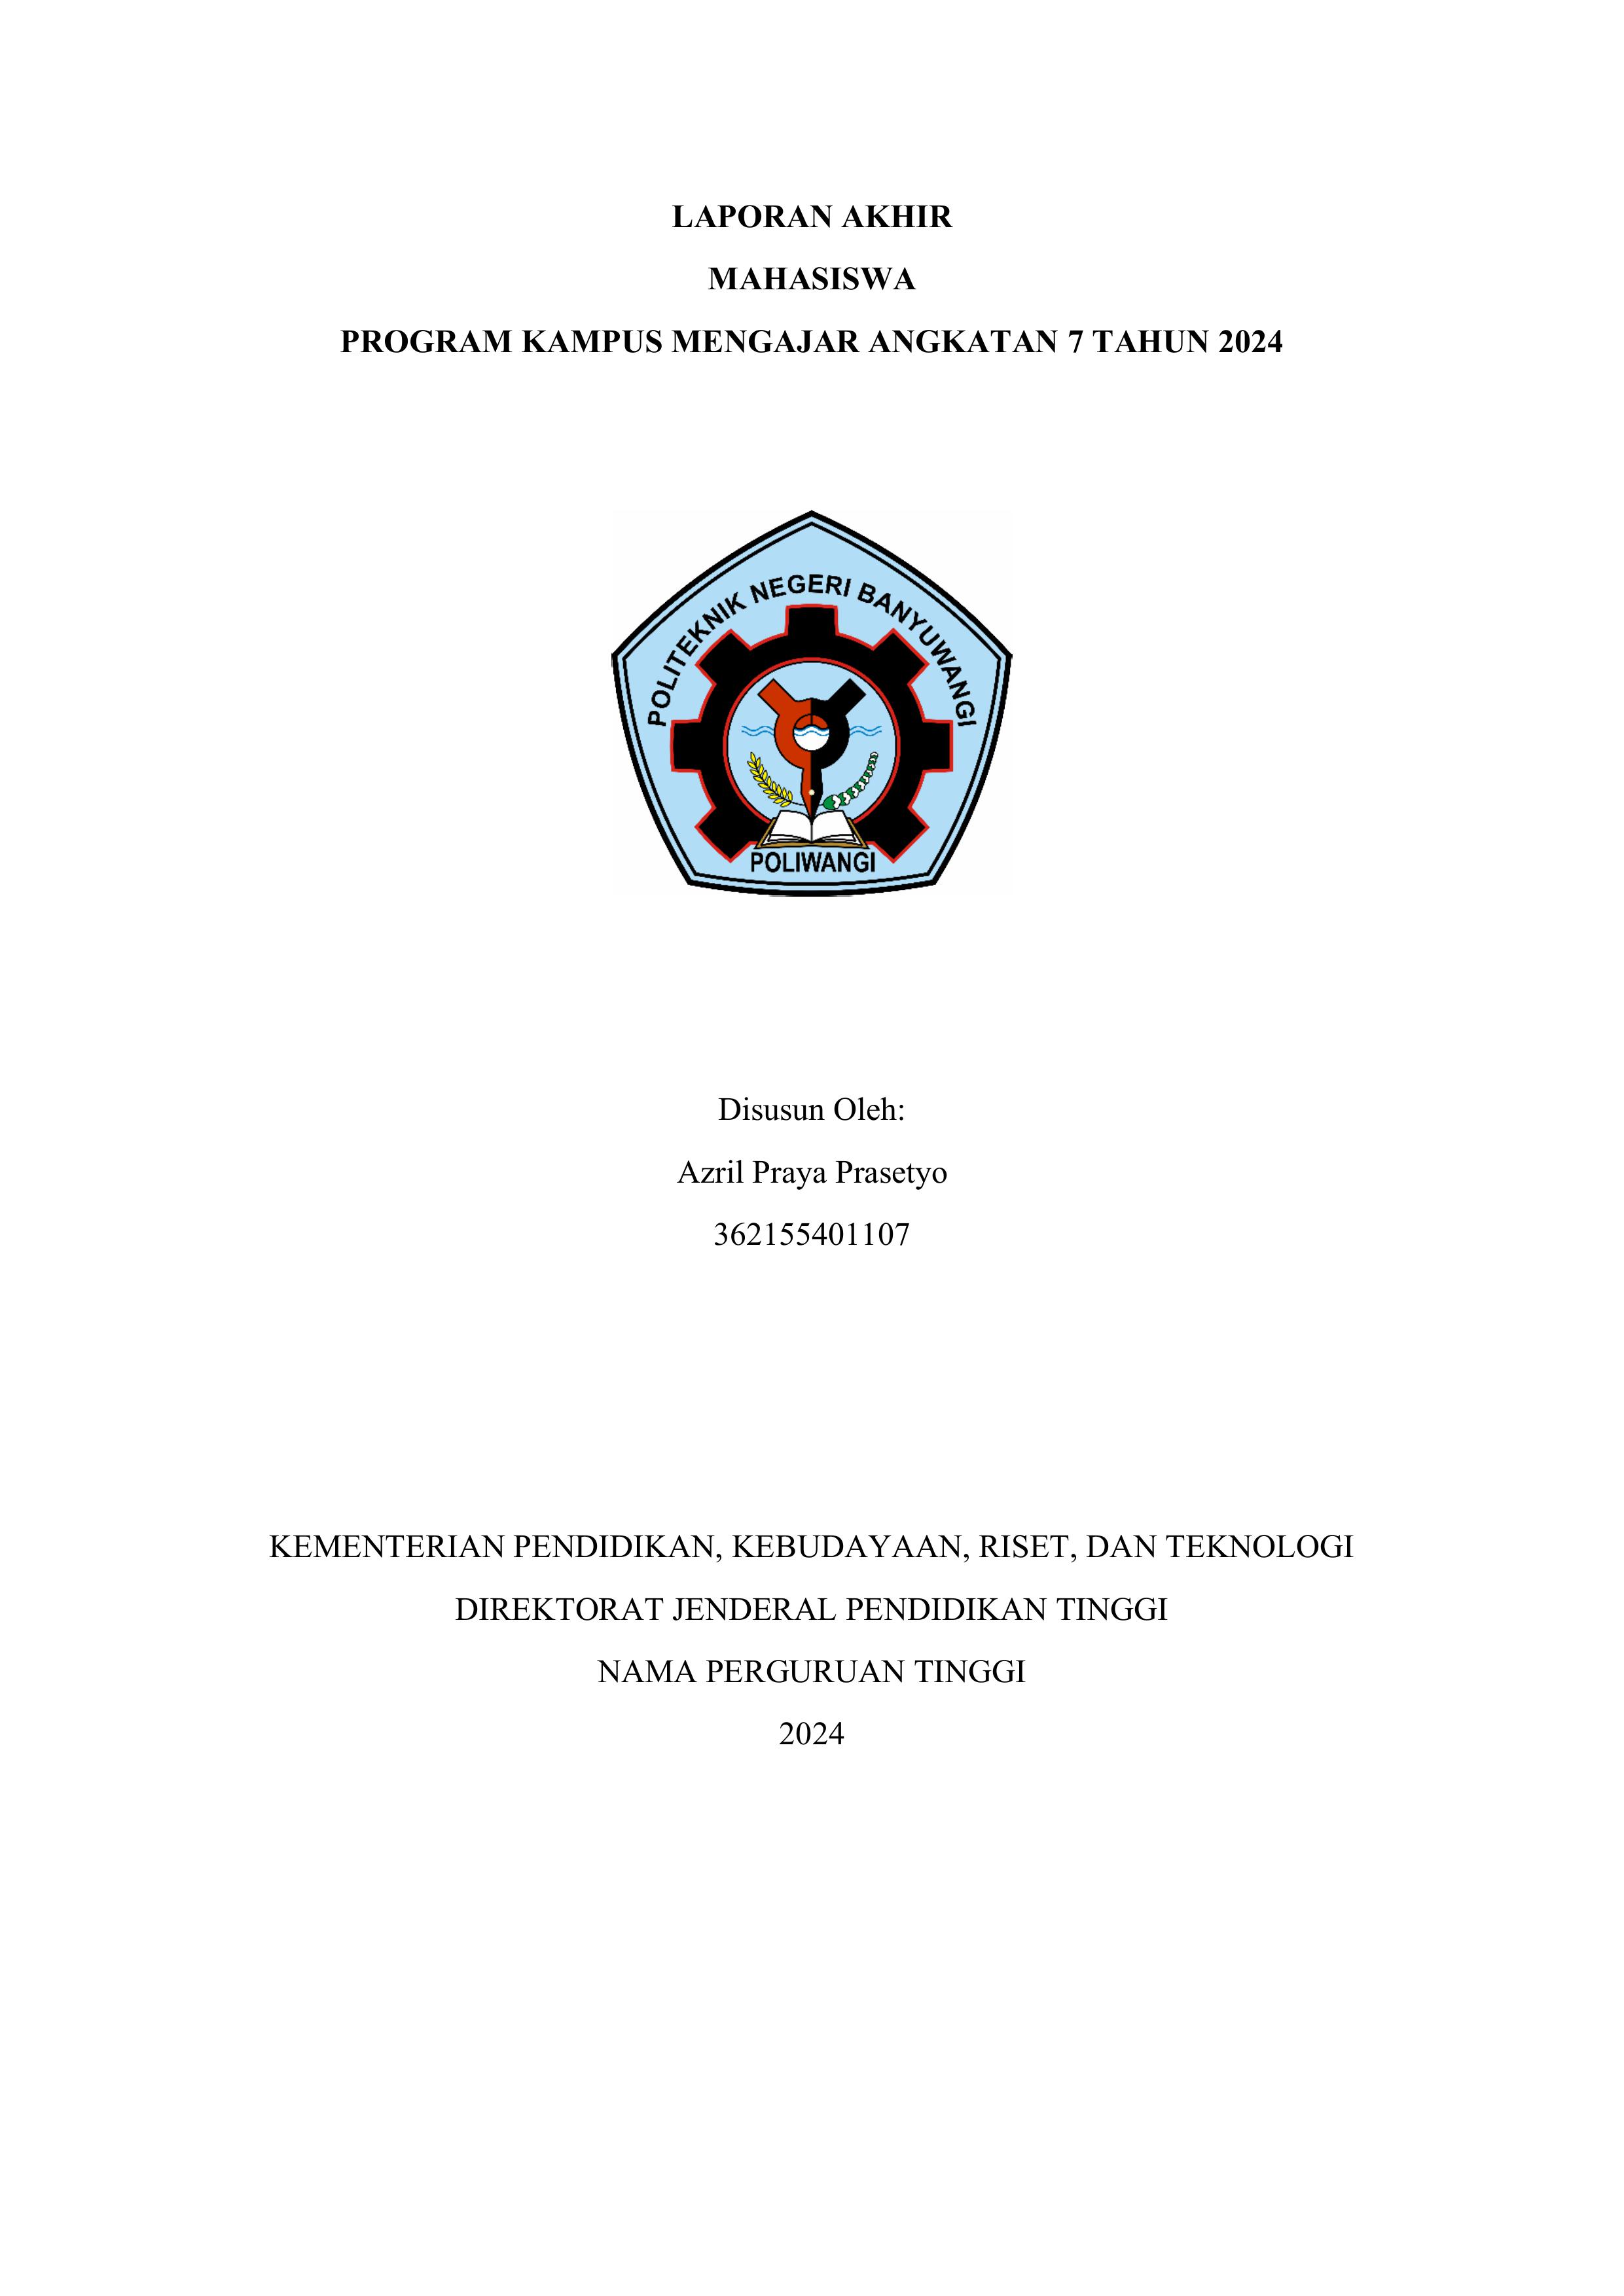 LAPORAN AKHIR
MAHASISWA
PROGRAM KAMPUS MENGAJAR ANGKATAN 7 TAHUN 2024
POLITEKNIK NEGERI BANYUWANGI
POLIWANGI
Disusun Oleh:
Azril Praya Prasetyo
362155401107
KEMENTERIAN PENDIDIKAN, KEBUDAYAAN, RISET, DAN TEKNOLOGI
DIREKTORAT JENDERAL PENDIDIKAN TINGGI
NAMA PERGURUAN TINGGI
2024